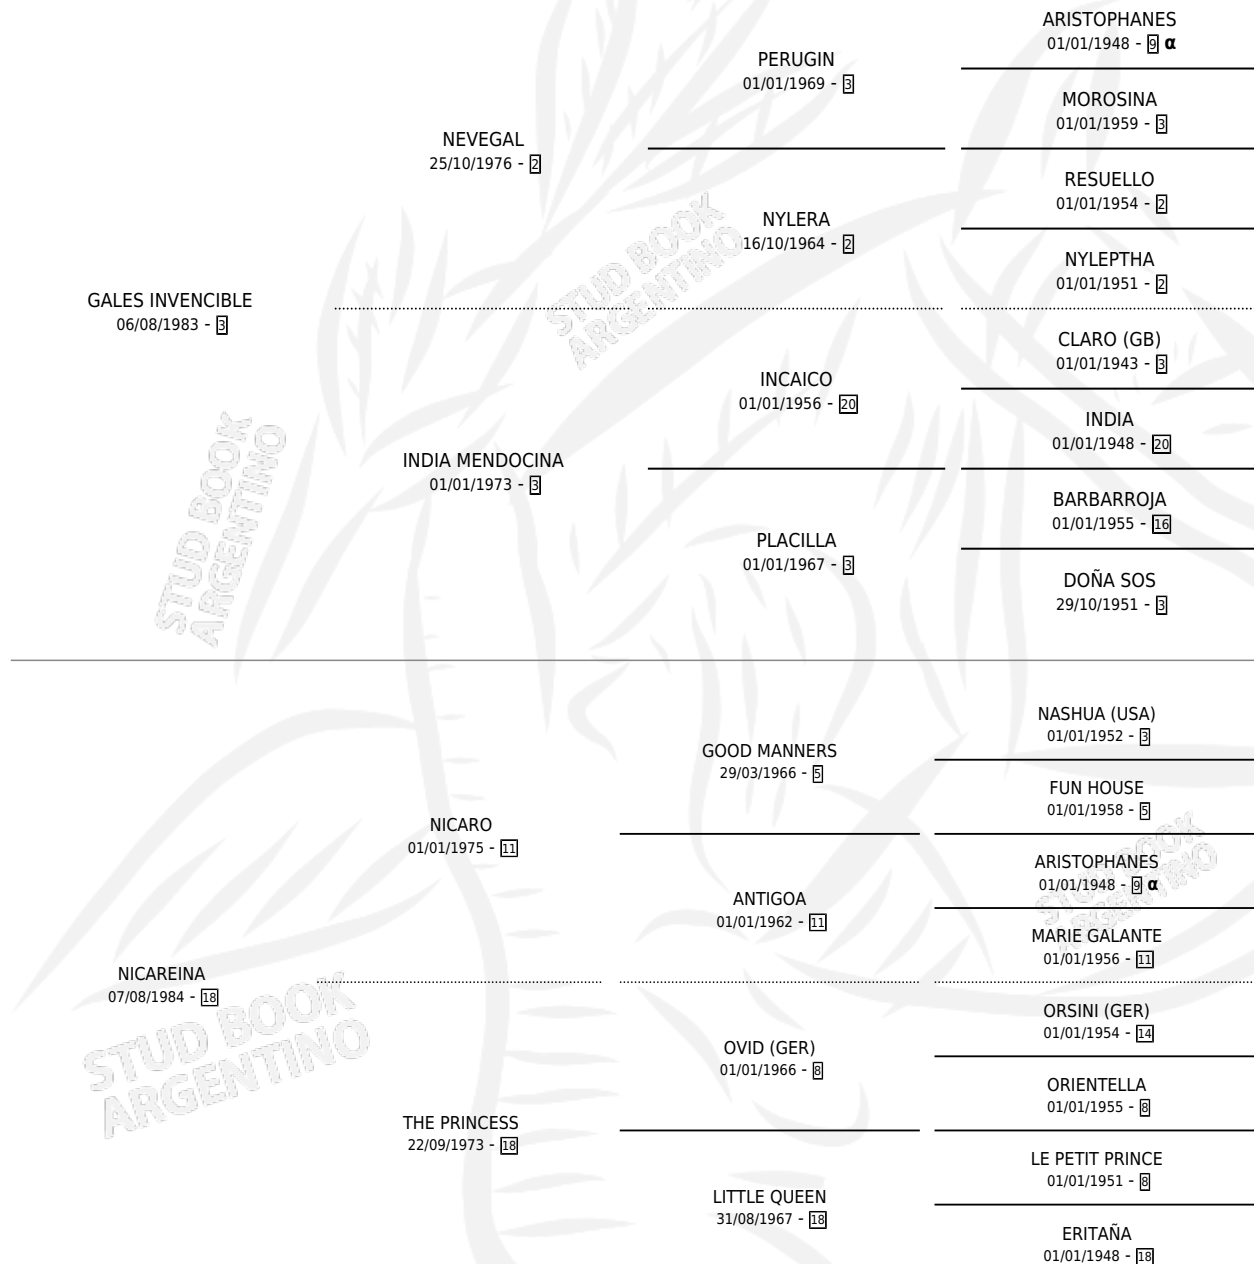 ARISTOPHANES
01/01/1948 - 9 α
PERUGIN
01/01/1969 - 3
MOROSINA
01/01/1959 - 3
NEVEGAL
25/10/1976 - 2
RESUELLO
01/01/1954 - 2
NYLERA
16/10/1964 - 2
NYLEPTHA
01/01/1951 - 2
GALES INVENCIBLE
06/08/1983 - 3
CLARO (GB)
01/01/1943 - 3
INCAICO
01/01/1956 - 20
INDIA
01/01/1948 - 20
INDIA MENDOCINA
01/01/1973 - 3
BARBARROJA
01/01/1955 - 16
PLACILLA
01/01/1967 - 3
DOÑA SOS
29/10/1951 - 3
STUD BOOK
ARGENTINO
STUD BOOK
ARGENTINO
NASHUA (USA)
01/01/1952 - 3
GOOD MANNERS
29/03/1966 - 5
FUN HOUSE
01/01/1958 - 5
NICARO
01/01/1975 - 11
ARISTOPHANES
01/01/1948 - 9 α
ANTIGOA
01/01/1962 - 11
MARIE GALANTE
01/01/1956 - 11
NICAREINA
07/08/1984 - 18
ORSINI (GER)
01/01/1954 - 14
OVID (GER)
01/01/1966 - 8
ORIENTELLA
01/01/1955 - 8
THE PRINCESS
22/09/1973 - 18
LE PETIT PRINCE
01/01/1951 - 8
LITTLE QUEEN
31/08/1967 - 18
ERITAÑA
01/01/1948 - 18
STUD BOOK
ARGENTINO
STUD BOOK
ARGENTINO